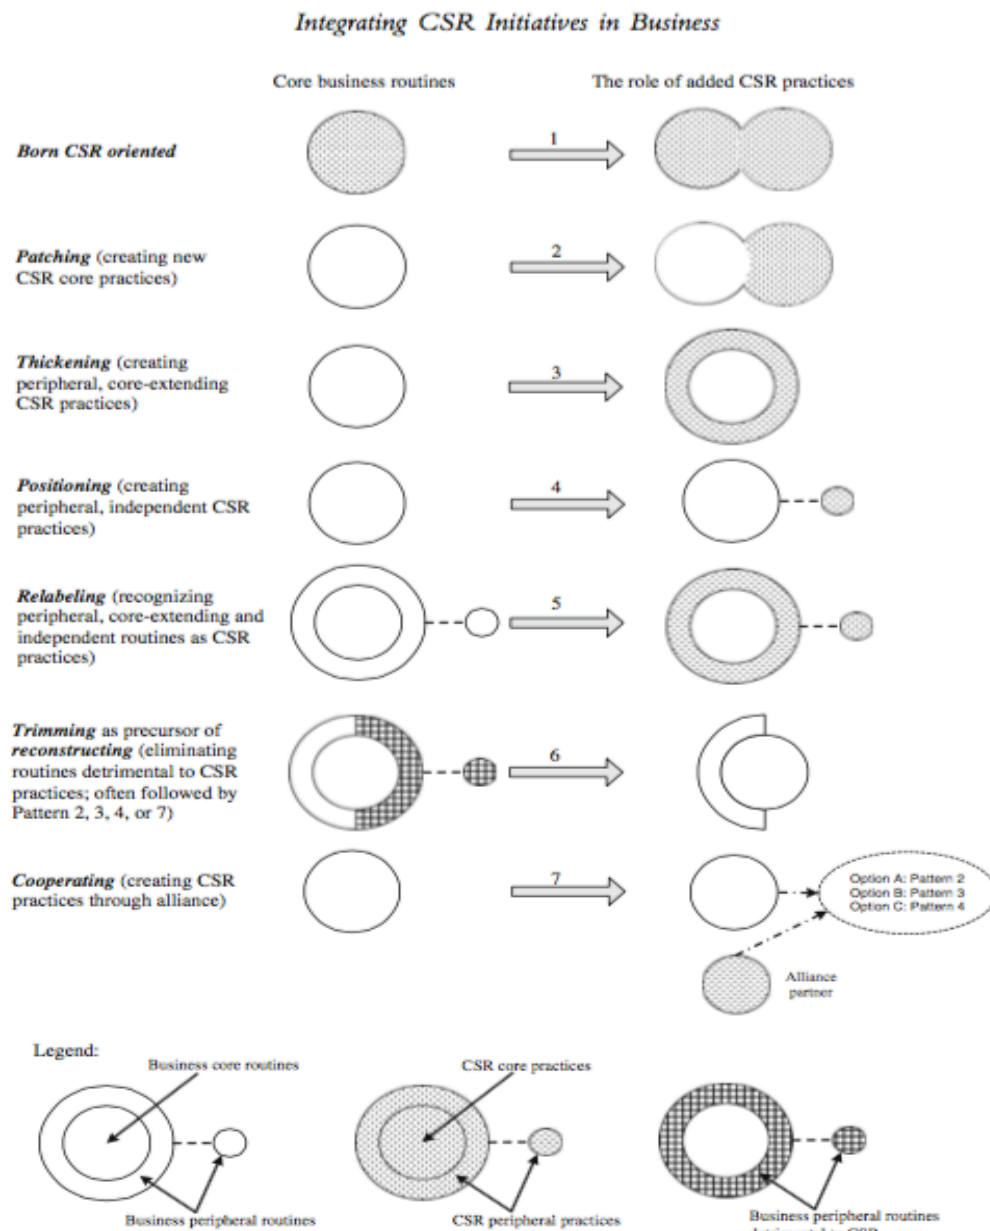 Integrating CSR Initiatives in Business
Core business routines
The role of added CSR practices
Born CSR oriented
1
Patching (creating new
CSR core practices)
2
Thickening (creating
peripheral, core-extending
CSR practices)
3
Positioning (creating
peripheral, independent CSR
practices)
4
Relabeling (recognizing
peripheral, core-extending and
independent routines as CSR
practices)
5
Trimming as precursor of
reconstructing (eliminating
routines detrimental to CSR
practices; often followed by
Pattern 2, 3, 4, or 7)
6
Cooperating (creating CSR
practices through alliance)
7
Option A: Pattern 2
Option B: Pattern 3
Option C: Pattern 4
Alliance
partner
Legend:
Business core routines
CSR core practices
Business peripheral routines
CSR peripheral practices
Business peripheral routines